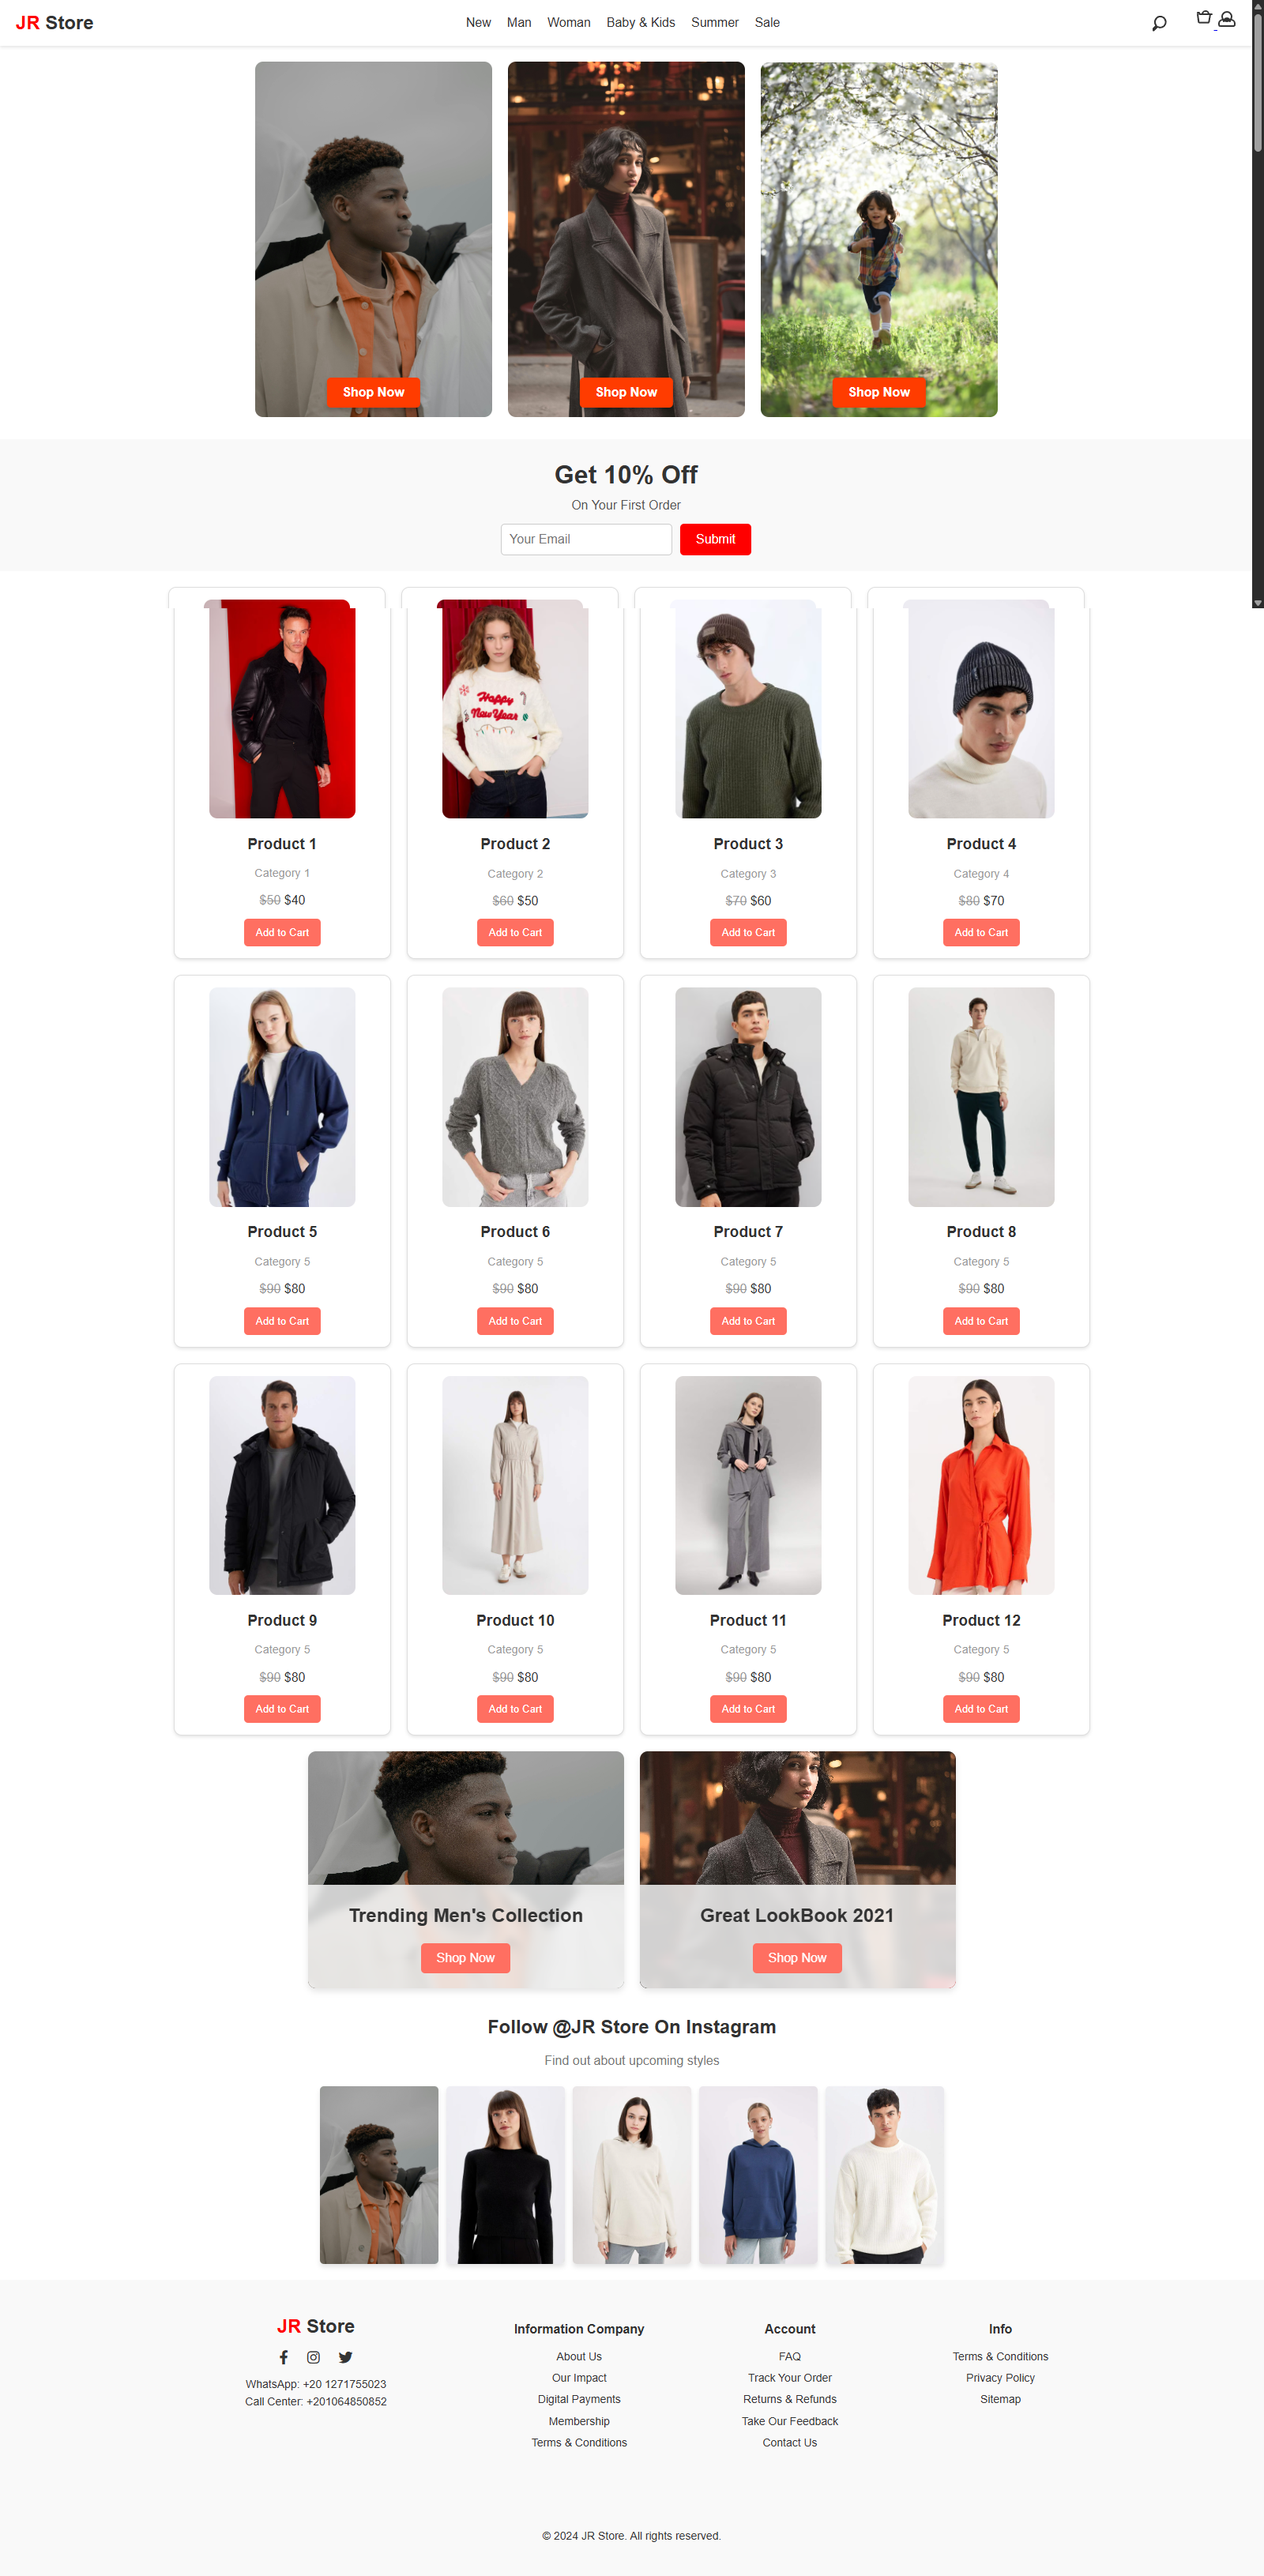 JR Store
New Man Woman Baby & Kids Summer Sale
Shop Now Shop Now Shop Now
Get 10% Off
On Your First Order
Your Email Submit
Happy
New Year
Product 1 Product 2 Product 3 Product 4
Category 1 Category 2 Category 3 Category 4
$50 $40 $60 $50 $70 $60 $80 $70
Add to Cart Add to Cart Add to Cart Add to Cart
Product 5 Product 6 Product 7 Product 8
Category 5 Category 5 Category 5 Category 5
$90 $80 $90 $80 $90 $80 $90 $80
Add to Cart Add to Cart Add to Cart Add to Cart
Product 9 Product 10 Product 11 Product 12
Category 5 Category 5 Category 5 Category 5
$90 $80 $90 $80 $90 $80 $90 $80
Add to Cart Add to Cart Add to Cart Add to Cart
Trending Men's Collection Great LookBook 2021
Shop Now Shop Now
Follow @JR Store On Instagram
Find out about upcoming styles
JR Store
WhatsApp: +20 1271755023
Call Center: +201064850852
Information Company
About Us
Our Impact
Digital Payments
Membership
Terms & Conditions
Account
FAQ
Track Your Order
Returns & Refunds
Take Our Feedback
Contact Us
Info
Terms & Conditions
Privacy Policy
Sitemap
© 2024 JR Store. All rights reserved.